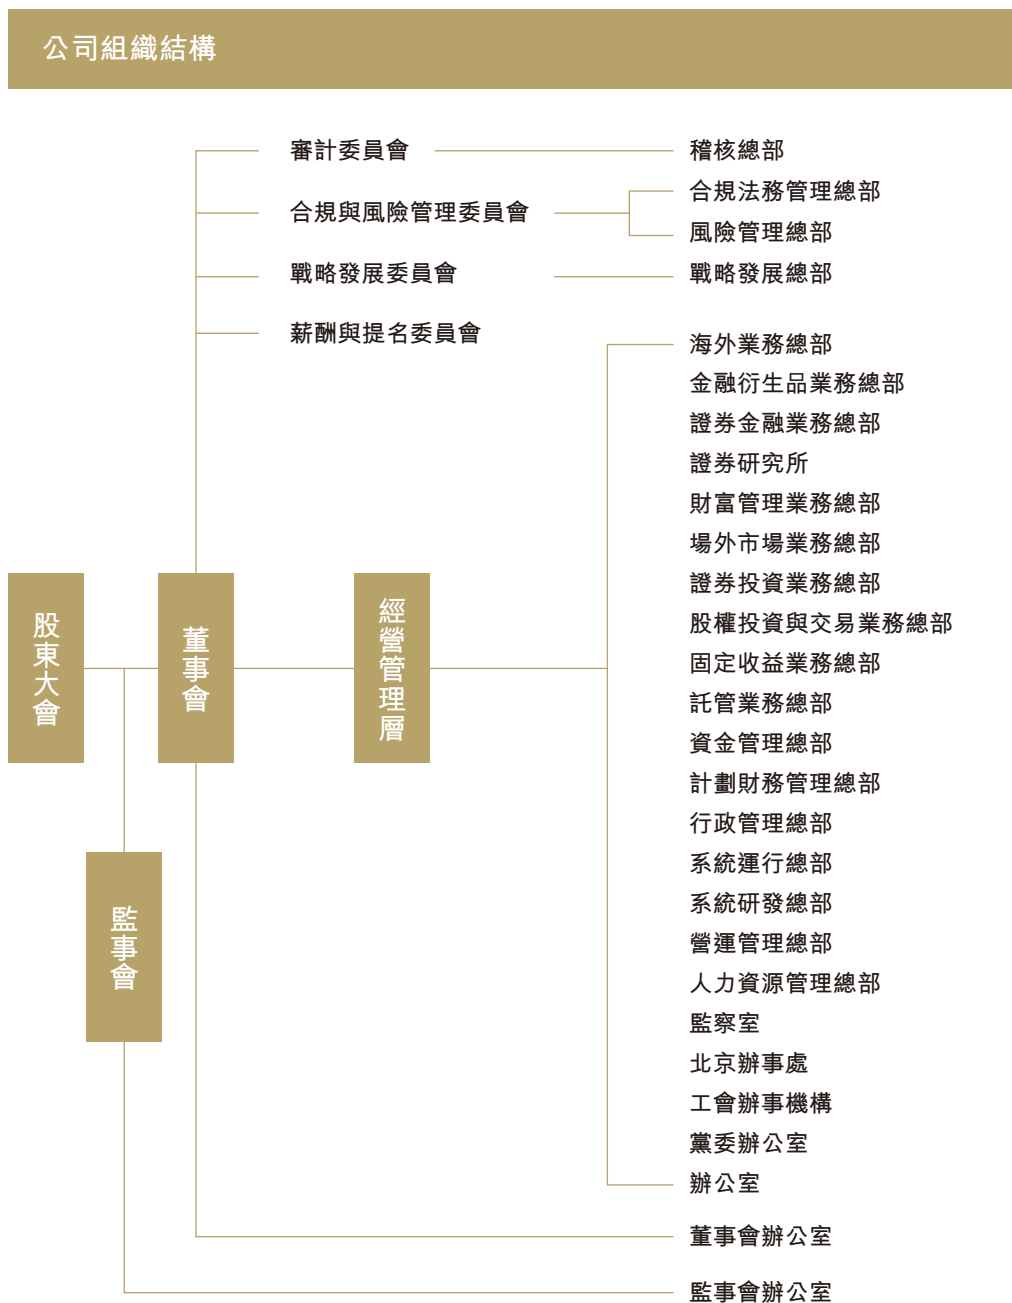 公司組織結構
審計委員會
稽核總部
合規與風險管理委員會
合規法務管理總部
風險管理總部
戰略發展委員會
戰略發展總部
薪酬與提名委員會
海外業務總部
金融衍生品業務總部
證券金融業務總部
證券研究所
財富管理業務總部
場外市場業務總部
證券投資業務總部
股權投資與交易業務總部
固定收益業務總部
託管業務總部
資金管理總部
計劃財務管理總部
行政管理總部
系統運行總部
系統研發總部
營運管理總部
人力資源管理總部
監察室
北京辦事處
工會辦事機構
黨委辦公室
辦公室
股東大會
董事會
經營管理層
監事會
董事會辦公室
監事會辦公室